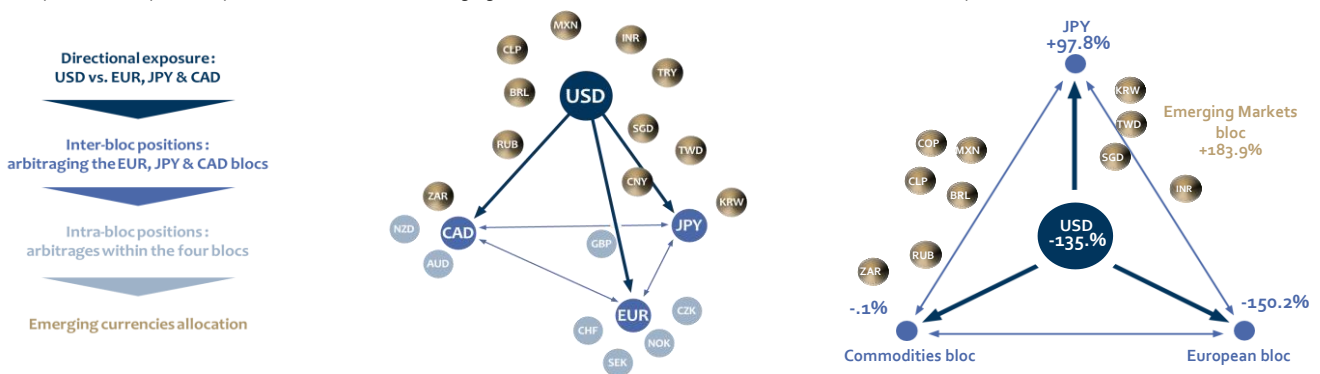 Directional exposure :
USD vs. EUR, JPY & CAD
Inter-bloc positions :
arbitraging the EUR, JPY & CAD blocs
Intra-bloc positions :
arbitrages within the four blocs
Emerging currencies allocation
MXN
CLP
INR
TRY
BRL
USD
SGD
RUB
TWD
CNY
ZAR
KRW
NZD
CAD
JPY
GBP
AUD
EUR
CZK
CHF
NOK
SEK
JPY
+97.8%
KRW
TWD
Emerging Markets
bloc
+183.9%
COP
MXN
SGD
CLP
BRL
INR
USD
-135.%
RUB
ZAR
-.1%
-150.2%
Commodities bloc
European bloc